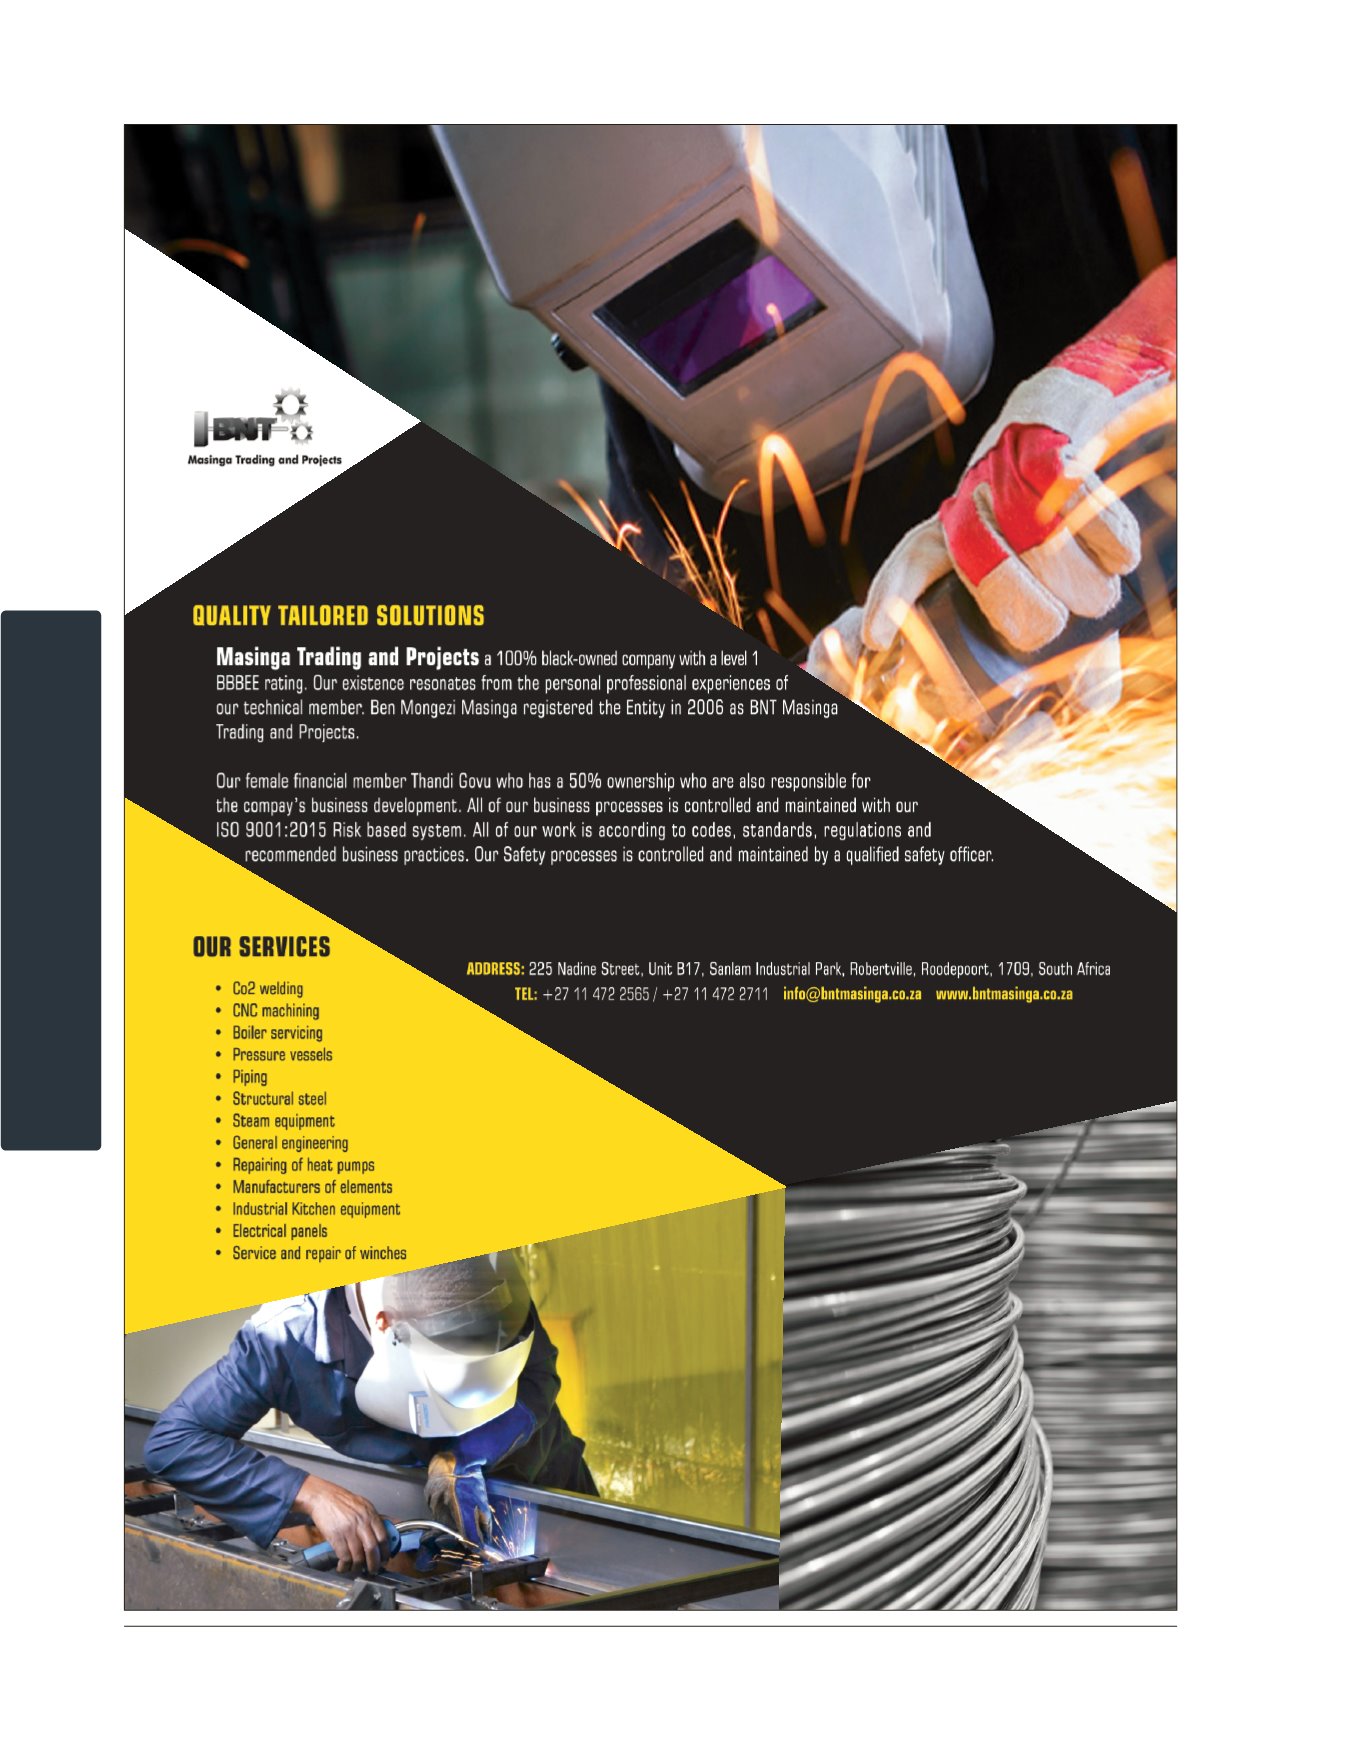 BNT
Masinga Trading and Projects
QUALITY TAILORED SOLUTIONS
Masinga Trading and Projects a 100% black-owned company with a level 1
BBBEE rating. Our existence resonates from the personal professional experiences of
our technical member. Ben Mongezi Masinga registered the Entity in 2006 as BNT Masinga
Trading and Projects.
Our female financial member Thandi Govu who has a 50% ownership who are also responsible for
the compay's business development. All of our business processes is controlled and maintained with our
ISO 9001:2015 Risk based system. All of our work is according to codes, standards, regulations and
recommended business practices. Our Safety processes is controlled and maintained by a qualified safety officer.
OUR SERVICES
• Co2 welding
• CNC machining
• Boiler servicing
• Pressure vessels
• Piping
• Structural steel
• Steam equipment
• General engineering
• Repairing of heat pumps
• Manufacturers of elements
• Industrial Kitchen equipment
• Electrical panels
• Service and repair of winches
ADDRESS: 225 Nadine Street, Unit B17, Sanlam Industrial Park, Robertville, Roodepoort, 1709, South Africa
TEL: +27 11 472 2565 / +27 11 472 2711 info@bntmasinga.co.za www.bntmasinga.co.za